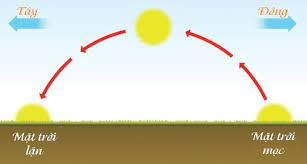 Tây
Đông
Mặt trời
lặn
Mặt trời
mọc